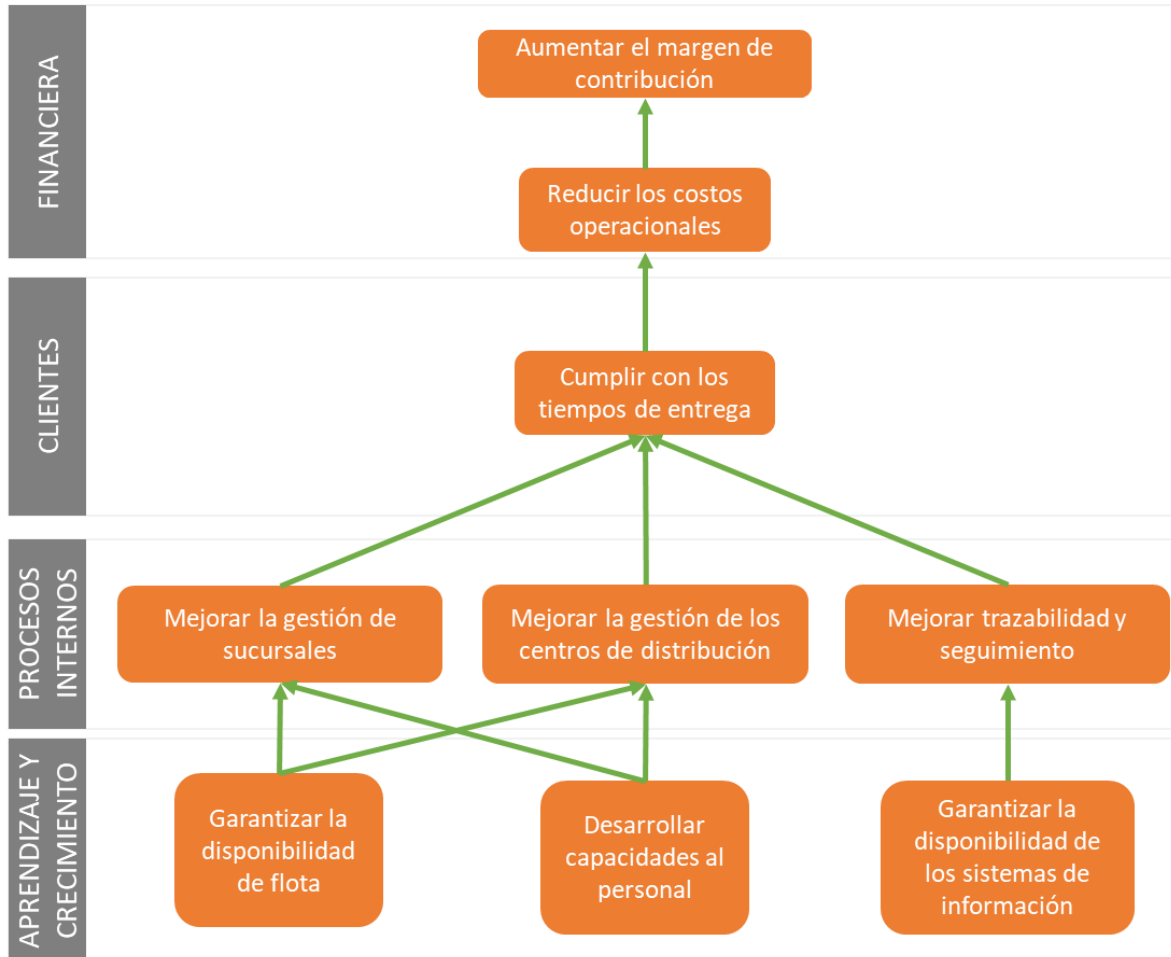 FINANCIERA
Aumentar el margen de
contribución
Reducir los costos
operacionales
CLIENTES
Cumplir con los
tiempos de entrega
PROCESOS
INTERNOS
Mejorar la gestión de
sucursales
Mejorar la gestión de los
centros de distribución
Mejorar trazabilidad y
seguimiento
APRENDIZAJE Y
CRECIMIENTO
Garantizar la
disponibilidad
de flota
Desarrollar
capacidades al
personal
Garantizar la
disponibilidad de
los sistemas de
información